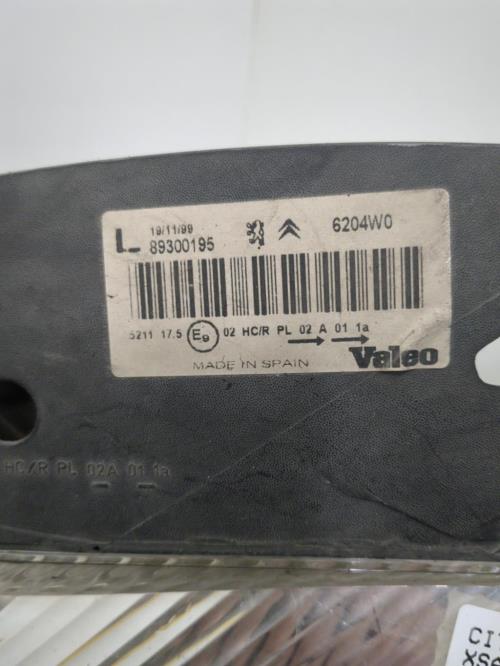 L 19/11/99
89300195 6204W0
5211 17.5 E9 02 HC/R PL 02 A 01 1a
MADE IN SPAIN Valeo
HC/R PL 02A 01 1a